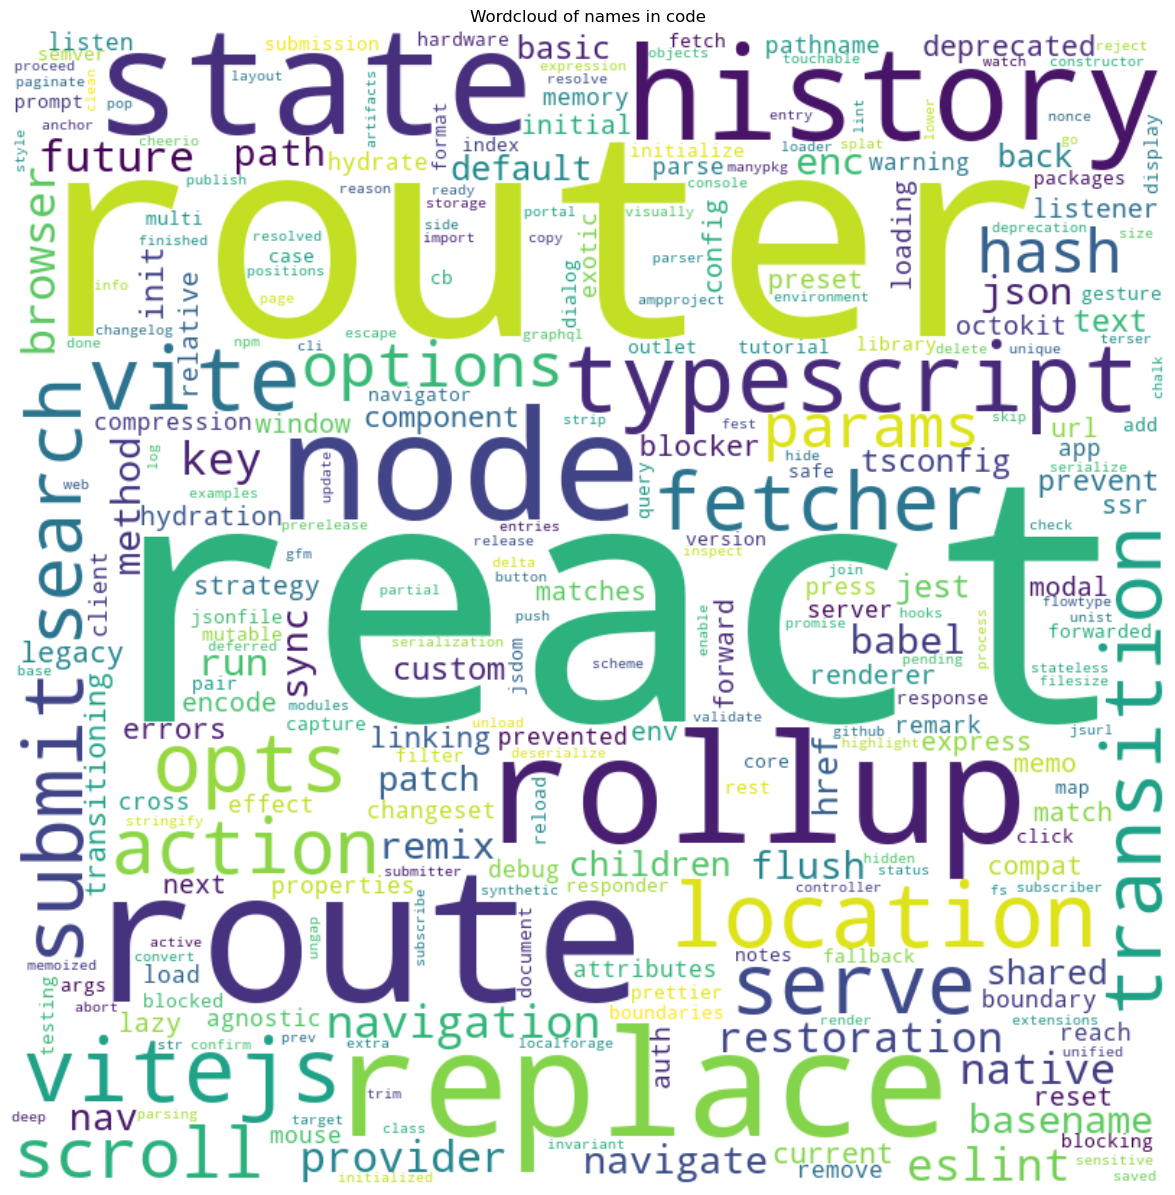 Wordcloud of names in code
listen
semver
proceed
paginate
clean
prompt
pop
anchor
style
cheerio
state
submission
layout
artifacts
hardware
format
basic
expression
resolve
memory
fetch
objects
history
pathname
touchable
deprecated
reject
watch
constructor
entry
lint
lower
nonce
display
future
path
hydrate
index
initial
default
initialize
parse
manypkg
loader
splat
enc
warning
back
go
packages
publish
reason
ready
storage
console
browser
router
multi
finished
resolved
case
positions
side
import
portal
copy
exotic
visually
parser
config
loading
listener
deprecation
size
hash
init
relative
info
page
cb
dialog
ampproject
preset
environment
json
gesture
octokit
text
changelog
done
npm
cli
escape
graphql
outlet
tutorial
library
delete
unique
terser
chalk
vite
options
typescript
navigator
strip
fest
component
compression
window
method
log
key
node
update
blocker
params
hide
safe
skip
url
add
app
tsconfig
serialize
prevent
ssr
search
web
examples
hydration
prerelease
query
fetcher
entries
release
version
inspect
check
react
gfm
strategy
partial
delta
button
matches
join
press
jest
modal
flowtype
unist
client
jsonfile
mutable
deferred
run
pair
encode
sync
serialization
custom
push
jsdom
scheme
enable
forward
promise
server
hooks
babel
pending
process
forwarded
stateless
filesize
renderer
response
legacy
base
transitioning
submit
modules
capture
errors
unload
validate
linking
prevented
deserialize
env
github
remark
jsurl
transition
opts
filter
patch
changeset
rollup
core
rest
href
highlight
express
memo
map
match
click
cross
stringify
effect
reload
action
remix
submitter
debug
children
flush
hidden
status
compat
next
properties
synthetic
responder
controller
fs
subscriber
route
location
active
convert
memoized
load
args
abort
blocked
ungap
subscribe
document
attributes
notes
fallback
prettier
boundaries
serve
shared
boundary
testing
lazy
agnostic
navigation
render
extensions
str
confirm
prev
extra
localforage
auth
restoration
reach
unified
vitejs
replace
trim
native
reset
deep
nav
parsing
target
class
basename
mouse
invariant
blocking
scroll
provider
initialized
navigate
current
remove
eslint
sensitive
saved